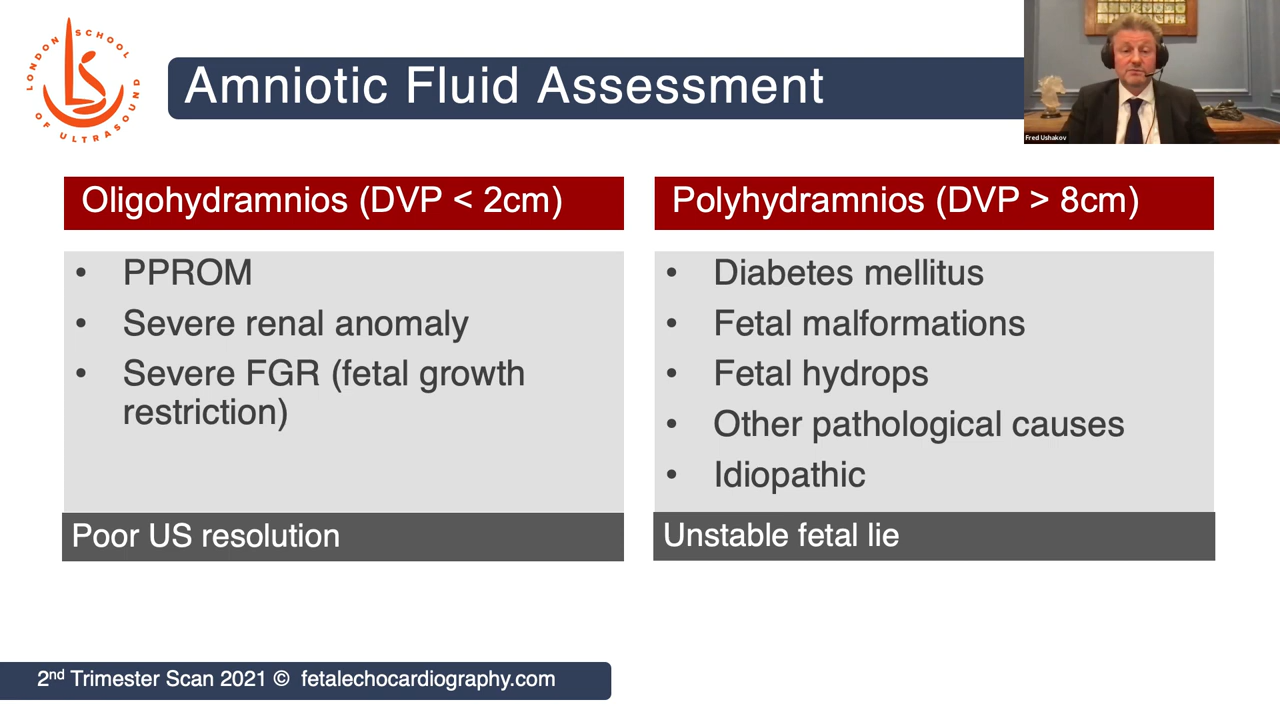 LONDON SCHOOL
OF ULTRASOUND
Amniotic Fluid Assessment
Fred Ushakov
Oligohydramnios (DVP < 2cm)
• PPROM
• Severe renal anomaly
• Severe FGR (fetal growth
restriction)
Poor US resolution
Polyhydramnios (DVP > 8cm)
• Diabetes mellitus
• Fetal malformations
• Fetal hydrops
• Other pathological causes
• Idiopathic
Unstable fetal lie
2nd Trimester Scan 2021 © fetalechocardiography.com